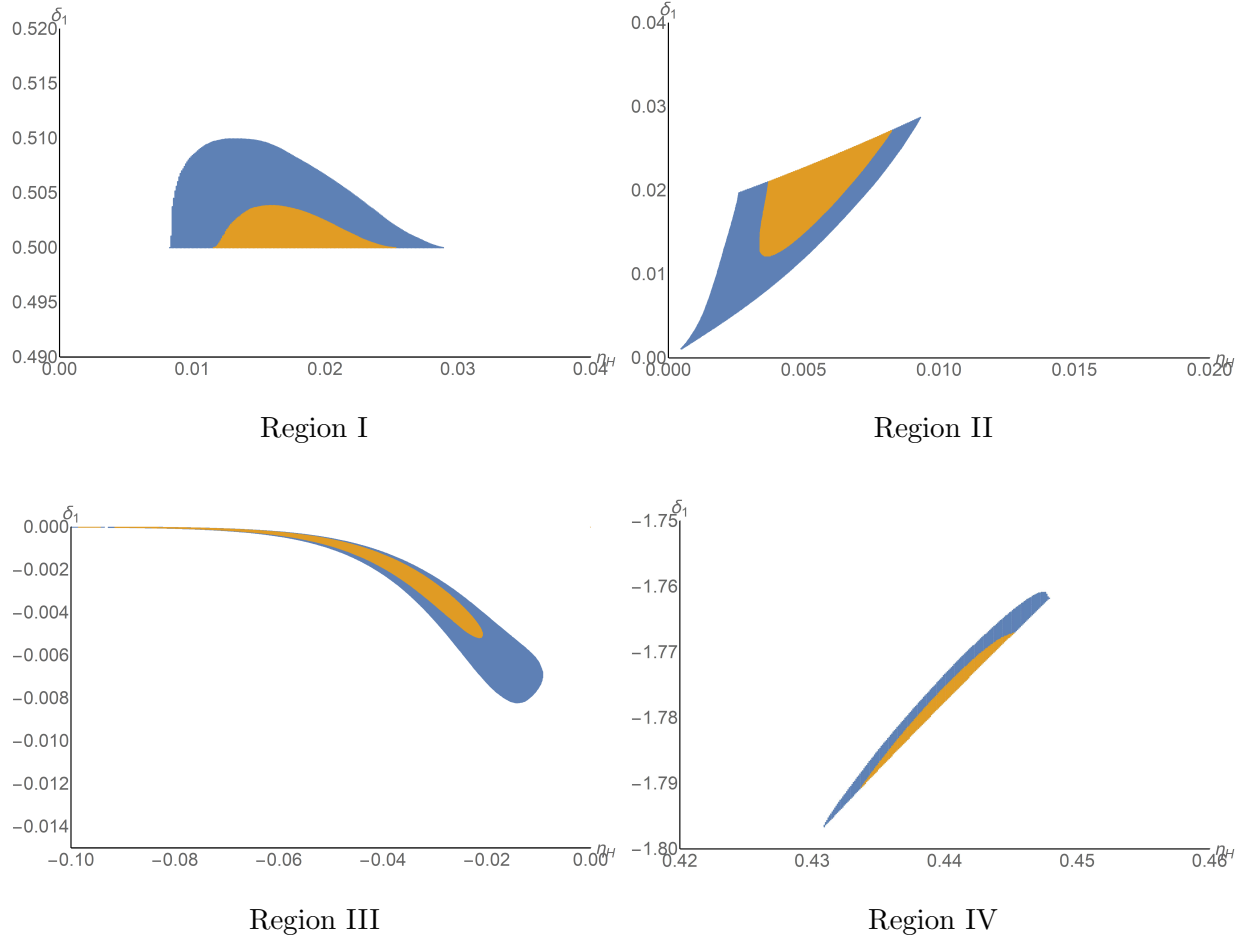 δ₁
0.520
0.515
0.510
0.505
0.500
0.495
0.490
0.00 0.01 0.02 0.03 0.04
η_H
Region I
δ₁
0.04
0.03
0.02
0.01
0.00
0.000 0.005 0.010 0.015 0.020
η_H
Region II
δ₁
0.000
−0.002
−0.004
−0.006
−0.008
−0.010
−0.012
−0.014
−0.10 −0.08 −0.06 −0.04 −0.02 0.00
η_H
Region III
δ₁
−1.75
−1.76
−1.77
−1.78
−1.79
−1.80
0.42 0.43 0.44 0.45 0.46
η_H
Region IV